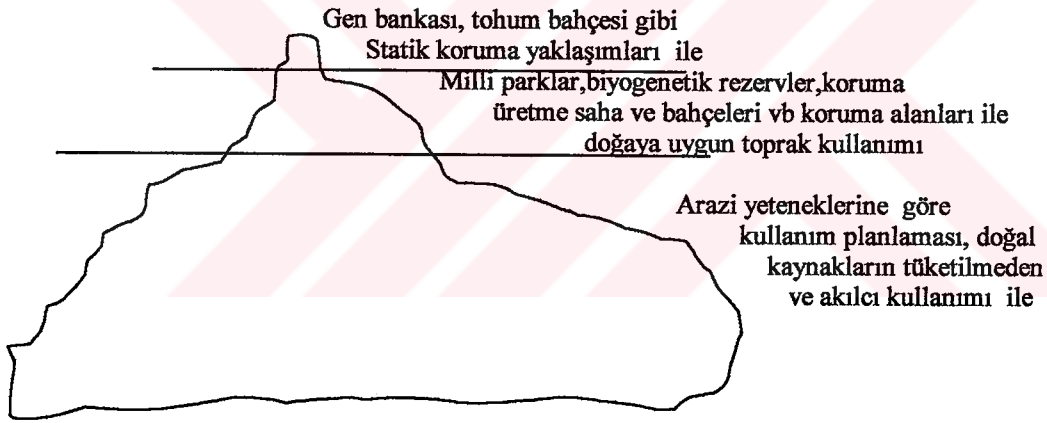 Gen bankası, tohum bahçesi gibi
Statik koruma yaklaşımları ile
Milli parklar,biyogenetik rezervler,koruma
üretme saha ve bahçeleri vb koruma alanları ile
doğaya uygun toprak kullanımı
Arazi yeteneklerine göre
kullanım planlaması, doğal
kaynakların tüketilmeden
ve akılcı kullanımı ile